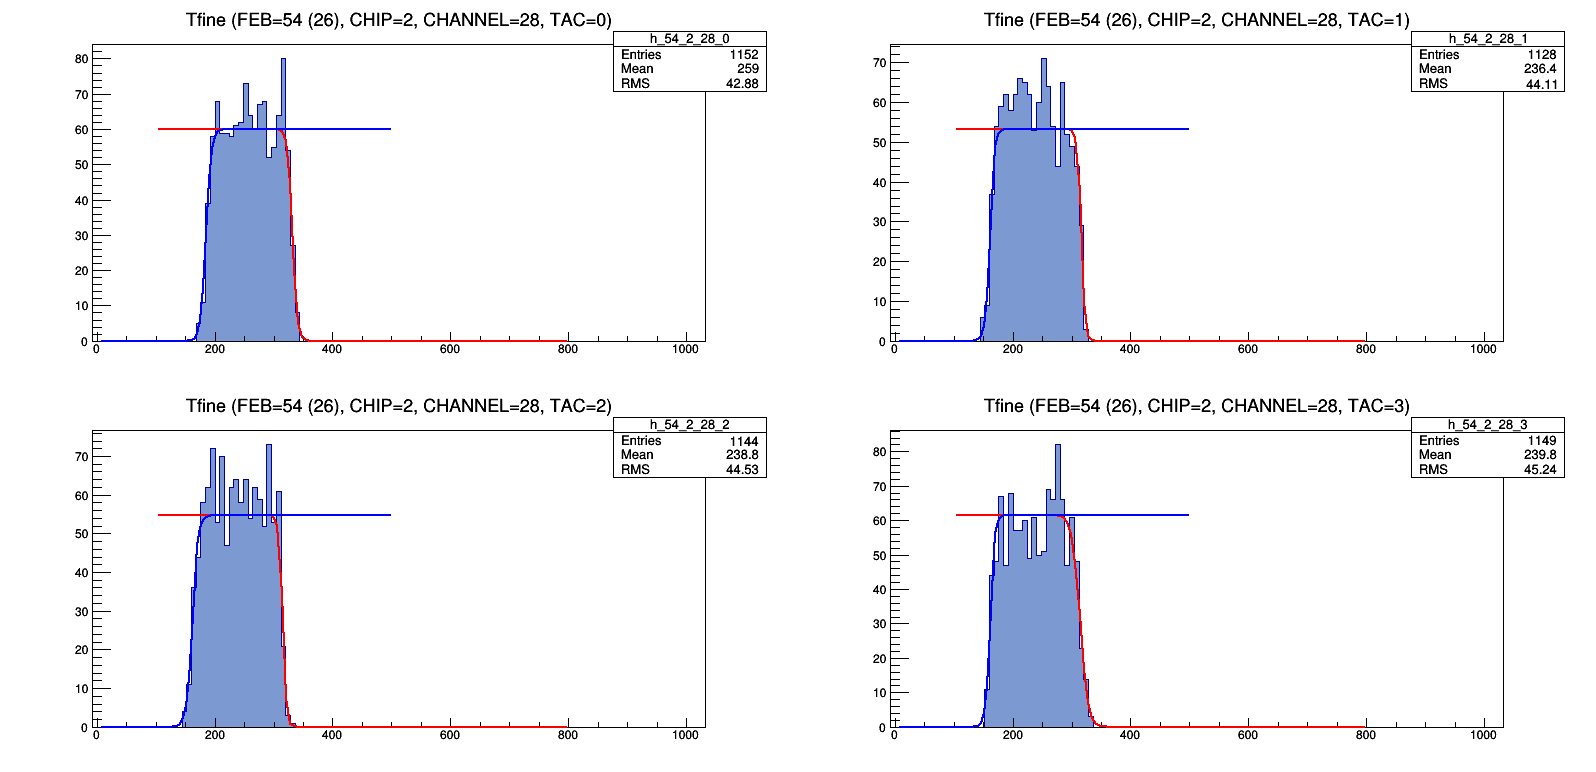 Tfine (FEB=54 (26), CHIP=2, CHANNEL=28, TAC=0)
h_54_2_28_0
Entries 1152
Mean 259
RMS 42.88
80
70
60
50
40
30
20
10
0
0 200 400 600 800 1000
Tfine (FEB=54 (26), CHIP=2, CHANNEL=28, TAC=1)
h_54_2_28_1
Entries 1128
Mean 236.4
RMS 44.11
70
60
50
40
30
20
10
0
0 200 400 600 800 1000
Tfine (FEB=54 (26), CHIP=2, CHANNEL=28, TAC=2)
h_54_2_28_2
Entries 1144
Mean 238.8
RMS 44.53
70
60
50
40
30
20
10
0
0 200 400 600 800 1000
Tfine (FEB=54 (26), CHIP=2, CHANNEL=28, TAC=3)
h_54_2_28_3
Entries 1149
Mean 239.8
RMS 45.24
80
70
60
50
40
30
20
10
0
0 200 400 600 800 1000